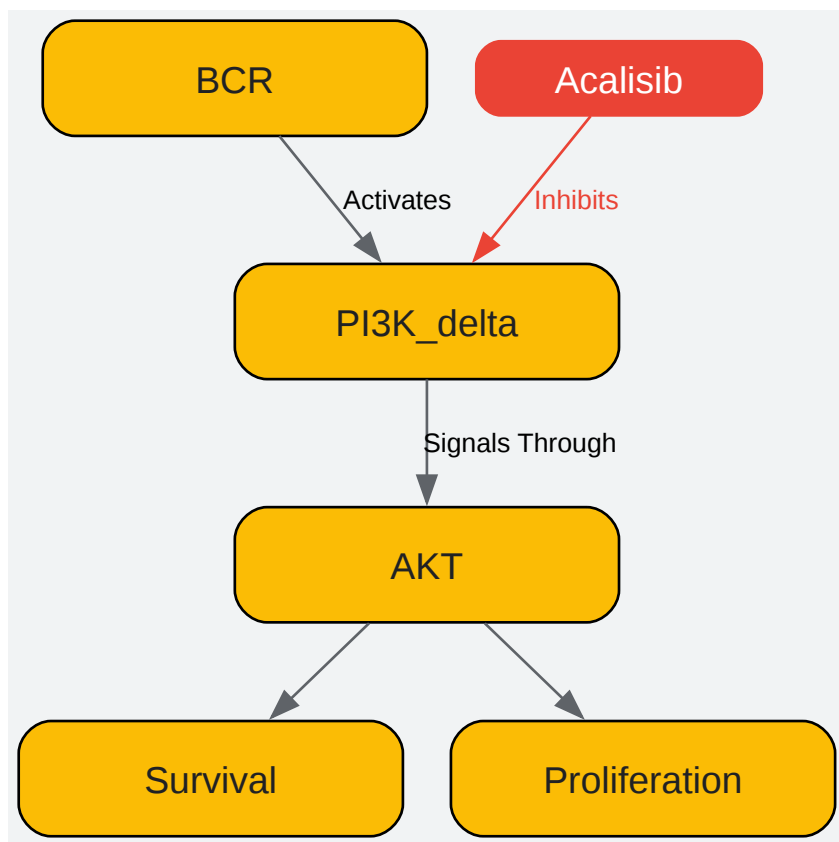 BCR
Acalisib
Activates
Inhibits
PI3K_delta
Signals Through
AKT
Survival
Proliferation